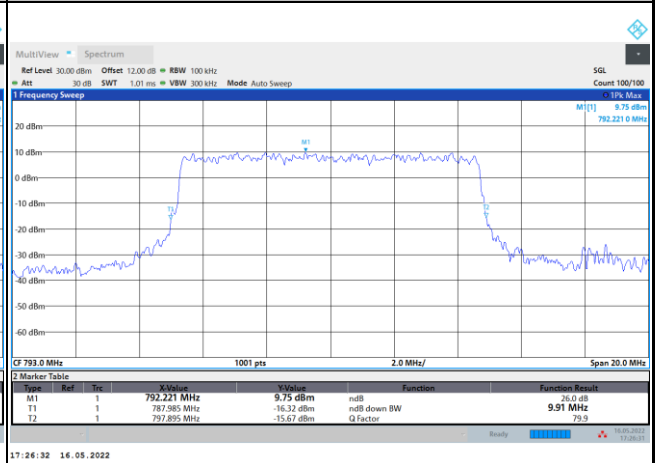 MultiView Spectrum
Ref Level 30.00 dBm Offset 12.00 dB RBW 100 kHz SGL
Att 30 dB SWT 1.01 ms VBW 300 kHz Mode Auto Sweep Count 100/100
1 Frequency Sweep 1Pk Max
M1[1] 9.75 dBm
792.221 0 MHz
20 dBm
M1
10 dBm
0 dBm
-10 dBm
T1 T2
-20 dBm
-30 dBm
-40 dBm
-50 dBm
-60 dBm
CF 793.0 MHz 1001 pts 2.0 MHz/ Span 20.0 MHz
2 Marker Table
Type Ref Trc X-Value Y-Value Function Function Result
M1 1 792.221 MHz 9.75 dBm ndB 26.0 dB
T1 1 787.985 MHz -16.32 dBm ndB down BW 9.91 MHz
T2 1 797.895 MHz -15.67 dBm Q Factor 79.9
Ready 16.05.2022
17:26:31
17:26:32 16.05.2022